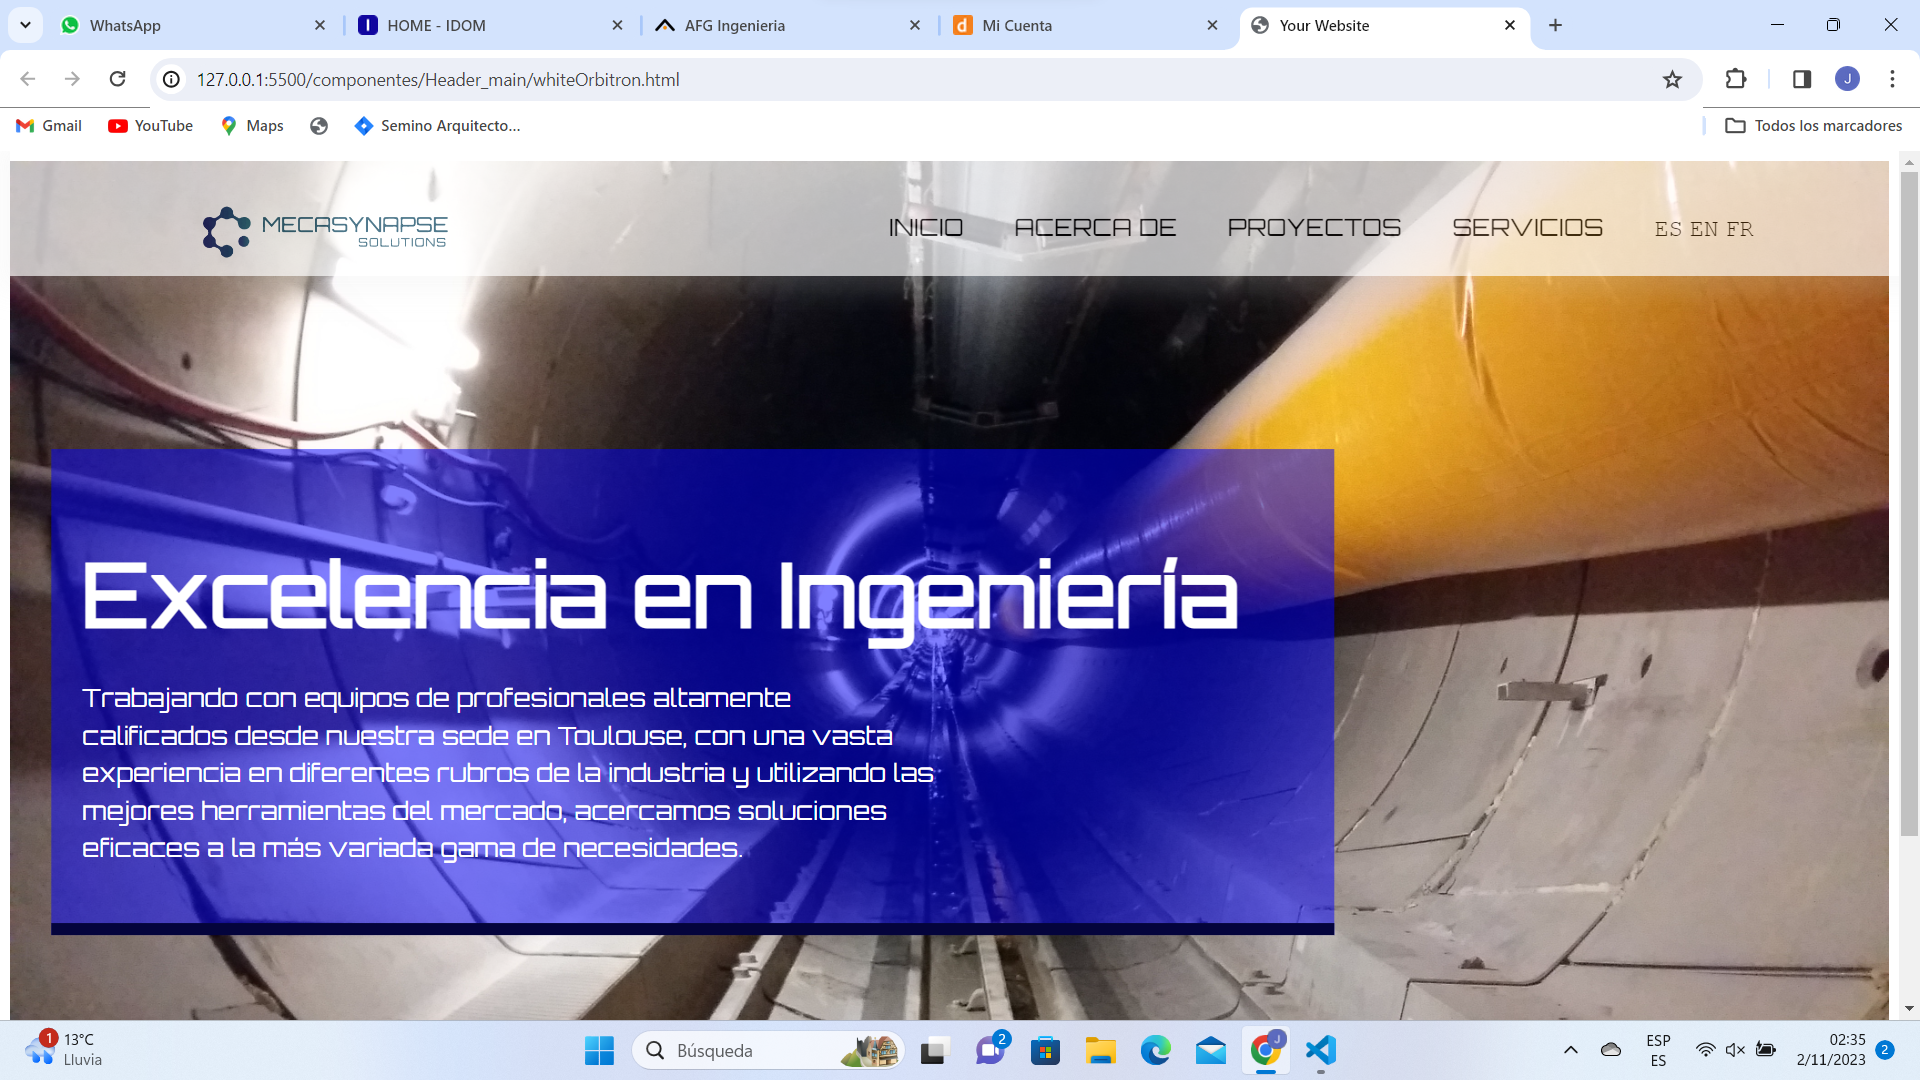 WhatsApp
HOME - IDOM
AFG Ingenieria
Mi Cuenta
Your Website
127.0.0.1:5500/componentes/Header_main/whiteOrbitron.html
J
Gmail
YouTube
Maps
Semino Arquitecto...
Todos los marcadores
MECASYNAPSE
SOLUTIONS
INICIO
ACERCA DE
PROYECTOS
SERVICIOS
ES EN FR
Excelencia en Ingeniería
Trabajando con equipos de profesionales altamente
calificados desde nuestra sede en Toulouse, con una vasta
experiencia en diferentes rubros de la industria y utilizando las
mejores herramientas del mercado, acercamos soluciones
eficaces a la más variada gama de necesidades.
1
13°C
Lluvia
Búsqueda
2
J
ESP
ES
02:35
2/11/2023
2